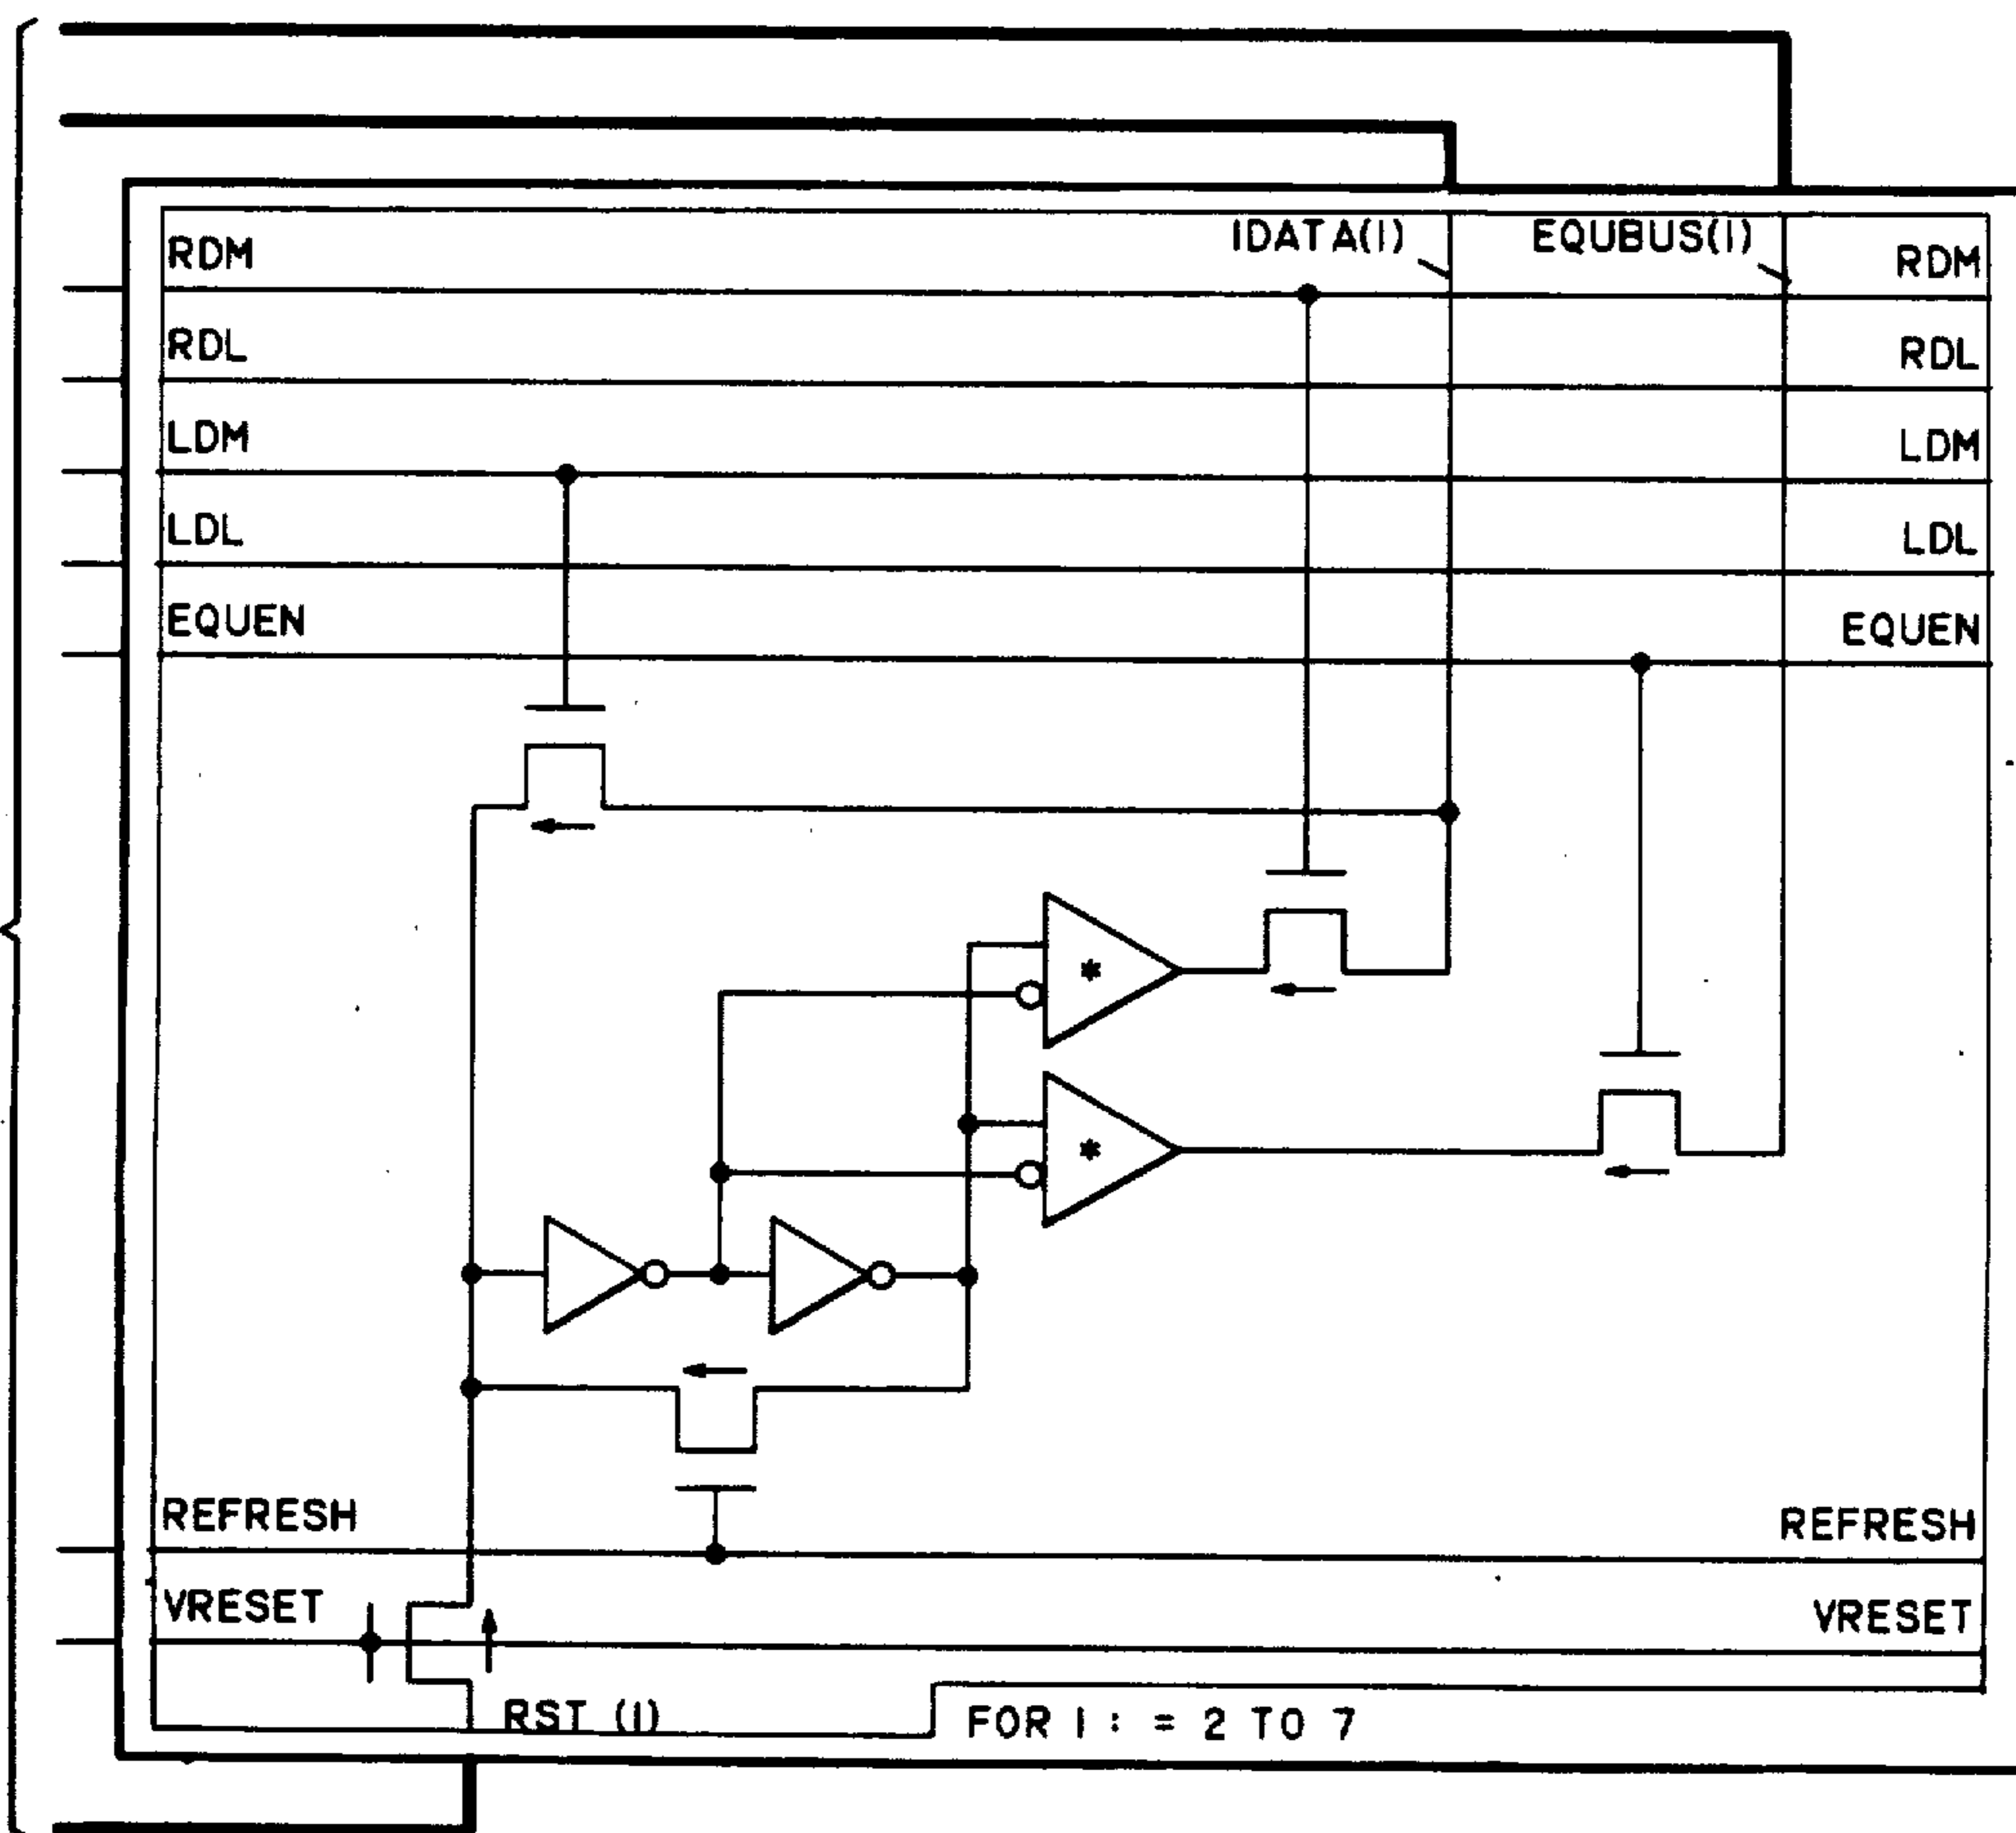 IDATA(I) EQUBUS(I)
RDM RDM
RDL RDL
LDM LDM
LDL LDL
EQUEN EQUEN
*
*
REFRESH REFRESH
VRESET VRESET
RST (I) FOR I : = 2 TO 7